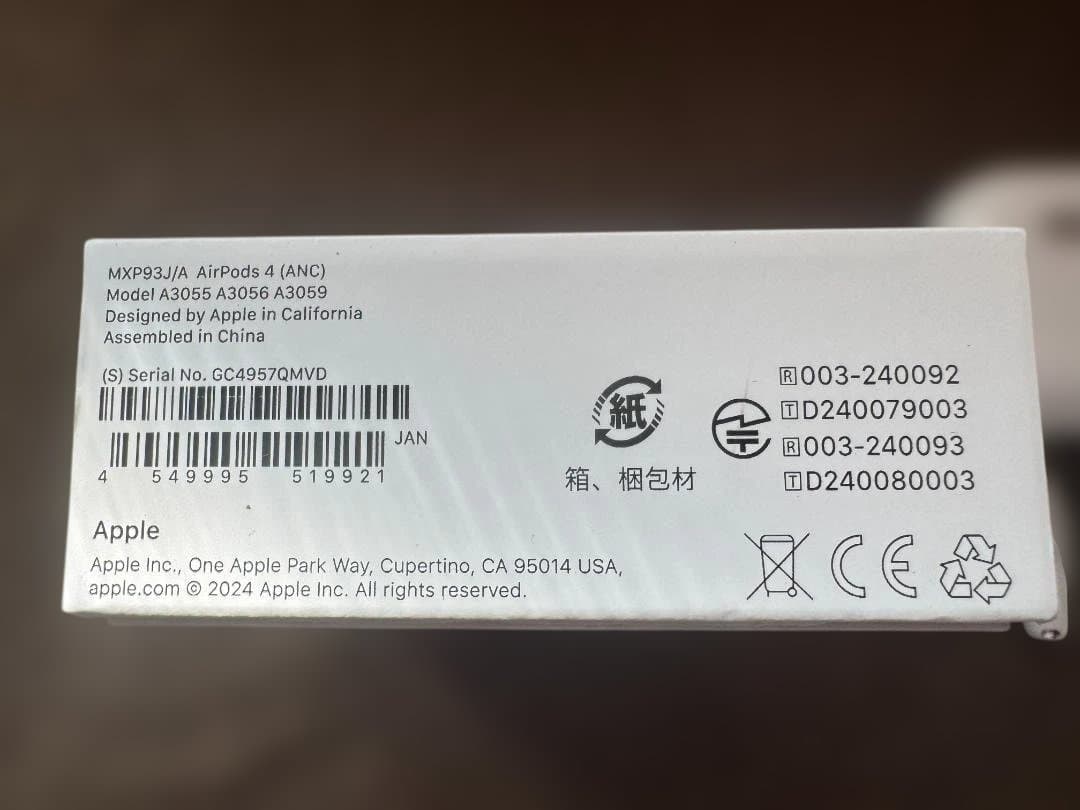 MXP93J/A AirPods 4 (ANC)
Model A3055 A3056 A3059
Designed by Apple in California
Assembled in China
(S) Serial No. GC4957QMVD
JAN
4 549995 519921
紙
箱、梱包材
R003-240092
TD240079003
R003-240093
TD240080003
Apple
Apple Inc., One Apple Park Way, Cupertino, CA 95014 USA,
apple.com © 2024 Apple Inc. All rights reserved.
CE